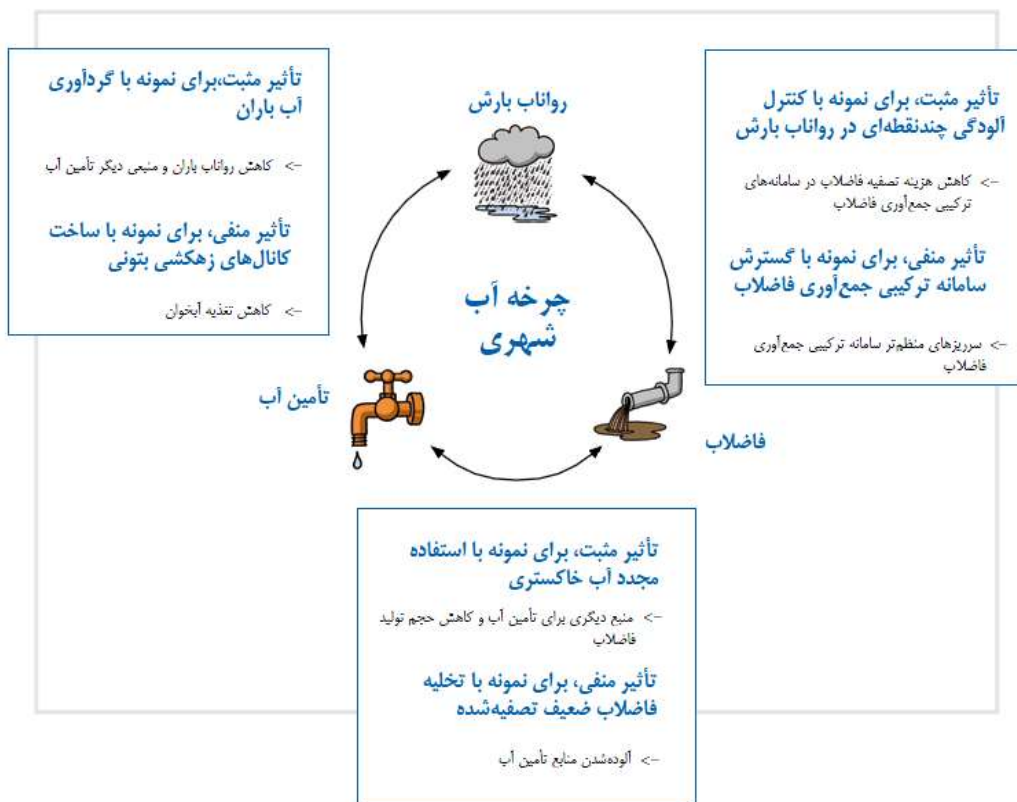 رواناب بارش
تأثیر مثبت، برای نمونه با کنترل
آلودگی چندنقطه‌ای در رواناب بارش
<- کاهش هزینه تصفیه فاضلاب در سامانه‌های
ترکیبی جمع‌آوری فاضلاب
تأثیر منفی، برای نمونه با گسترش
سامانه ترکیبی جمع‌آوری فاضلاب
<- سرریزهای منظم‌تر سامانه ترکیبی جمع‌آوری
فاضلاب
تأثیر مثبت،برای نمونه با گردآوری
آب باران
<- کاهش رواناب باران و منبعی دیگر تأمین آب
تأثیر منفی، برای نمونه با ساخت
کانال‌های زهکشی بتونی
<- کاهش تغذیه آبخوان
چرخه آب
شهری
فاضلاب
تأمین آب
تأثیر مثبت، برای نمونه با استفاده
مجدد آب خاکستری
<- منبع دیگری برای تأمین آب و کاهش حجم تولید
فاضلاب
تأثیر منفی، برای نمونه با تخلیه
فاضلاب ضعیف تصفیه‌شده
<- آلوده‌شدن منابع تأمین آب